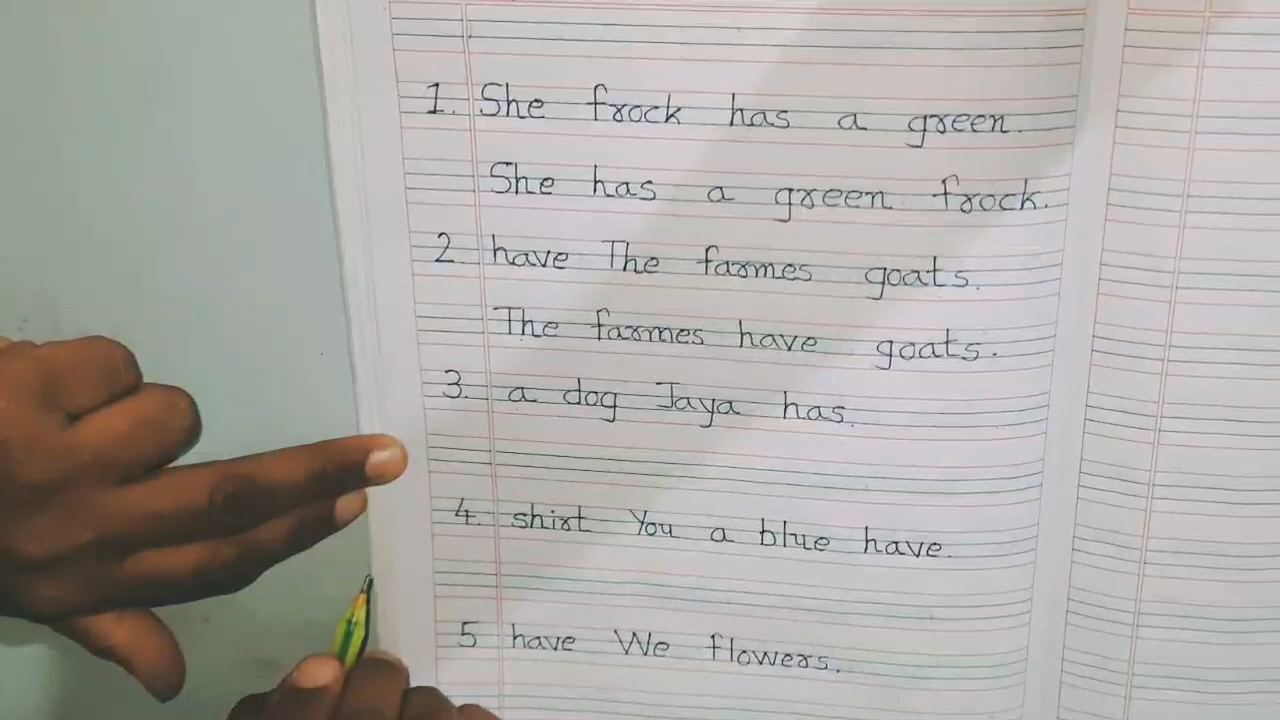 1. She frock has a green.
She has a green frock.
2 have The farmes goats.
The farmes have goats.
3. a dog Jaya has.
4. shirt You a blue have.
5 have We flowers.